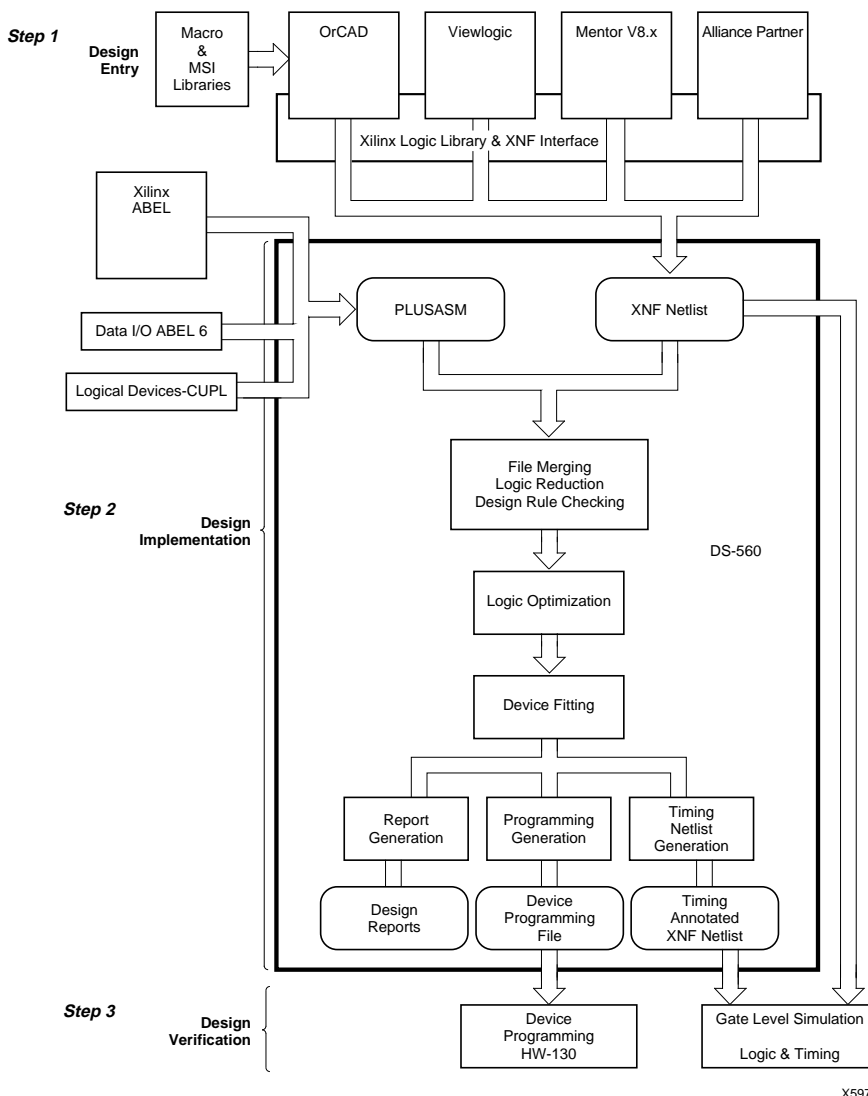 Step 1
Design
Entry
Macro
&
MSI
Libraries
OrCAD
Viewlogic
Mentor V8.x
Alliance Partner
Xilinx Logic Library & XNF Interface
Xilinx
ABEL
Data I/O ABEL 6
Logical Devices-CUPL
PLUSASM
XNF Netlist
Step 2
Design
Implementation
File Merging
Logic Reduction
Design Rule Checking
DS-560
Logic Optimization
Device Fitting
Report
Generation
Programming
Generation
Timing
Netlist
Generation
Design
Reports
Device
Programming
File
Timing
Annotated
XNF Netlist
Step 3
Design
Verification
Device
Programming
HW-130
Gate Level Simulation
Logic & Timing